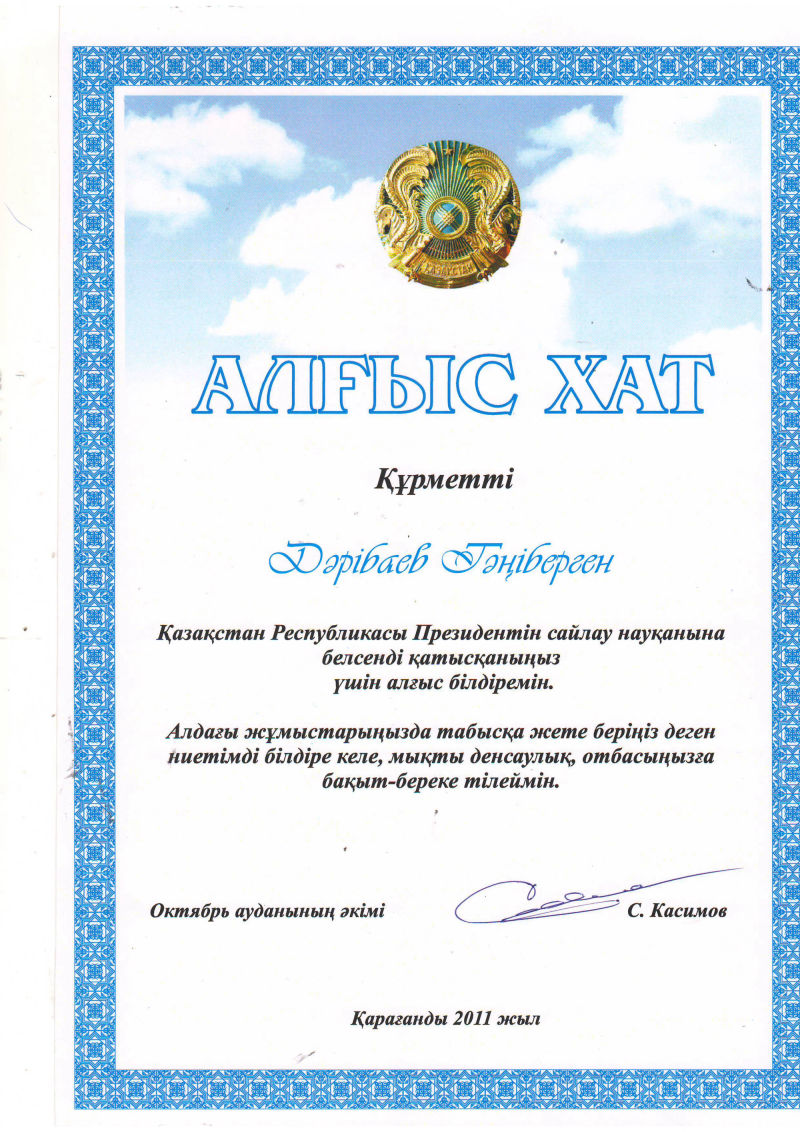 ҚАЗАҚСТАН
АЛҒЫС ХАТ
Құрметті
Дәрібаев Тәңіберген
Қазақстан Республикасы Президентін сайлау науқанына
белсенді қатысқаныңыз
үшін алғыс білдіремін.
Алдағы жұмыстарыңызда табысқа жете беріңіз деген
ниетімді білдіре келе, мықты денсаулық, отбасыңызға
бақыт-береке тілеймін.
Октябрь ауданының әкімі С. Касимов
Қарағанды 2011 жыл